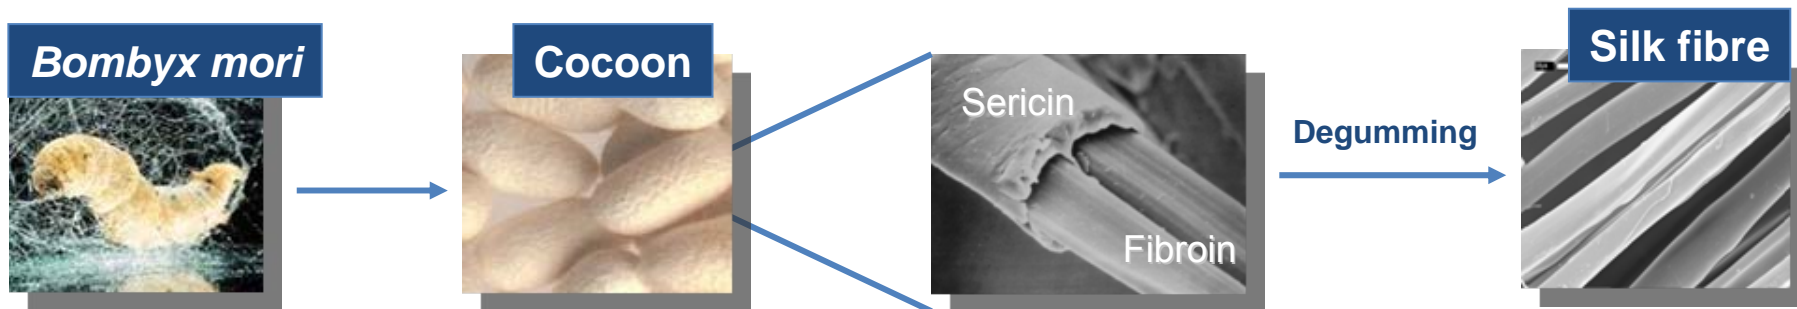 Bombyx mori
Cocoon
Sericin
Fibroin
Degumming
Silk fibre